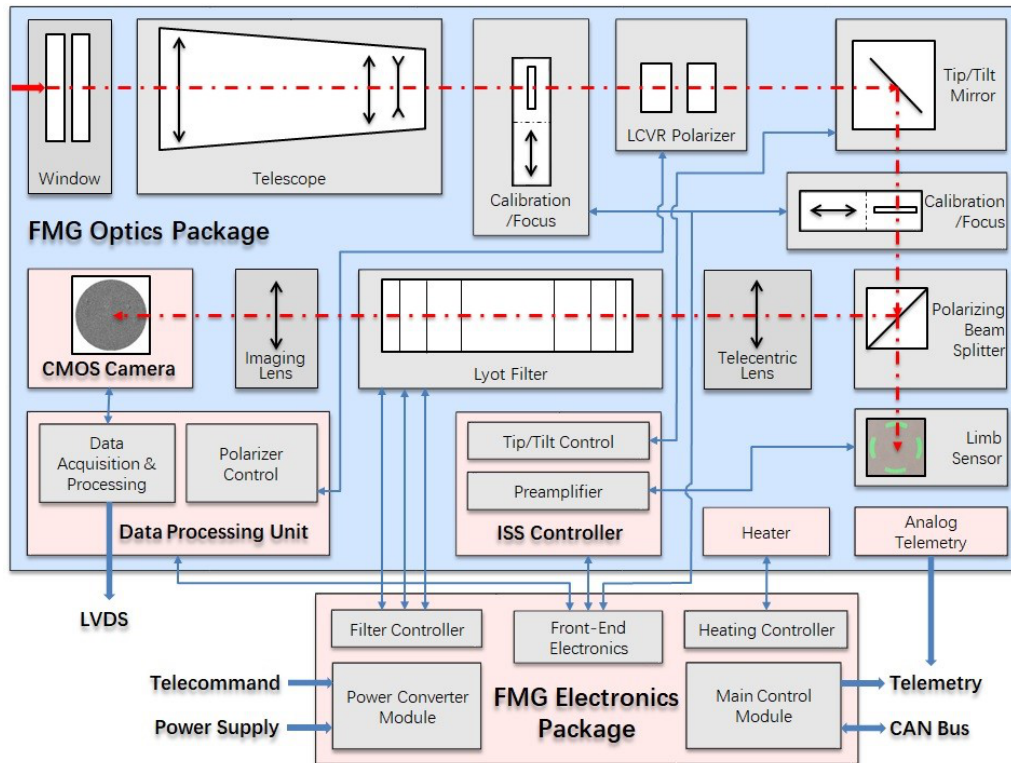 Window
Telescope
Calibration
/Focus
LCVR Polarizer
Tip/Tilt
Mirror
FMG Optics Package
Calibration
/Focus
CMOS Camera
Imaging
Lens
Lyot Filter
Telecentric
Lens
Polarizing
Beam
Splitter
Data
Acquisition &
Processing
Polarizer
Control
Data Processing Unit
Tip/Tilt Control
Preamplifier
ISS Controller
Limb
Sensor
Heater
Analog
Telemetry
LVDS
Filter Controller
Front-End
Electronics
Heating Controller
Telecommand
Power Supply
Power Converter
Module
FMG Electronics
Package
Main Control
Module
Telemetry
CAN Bus